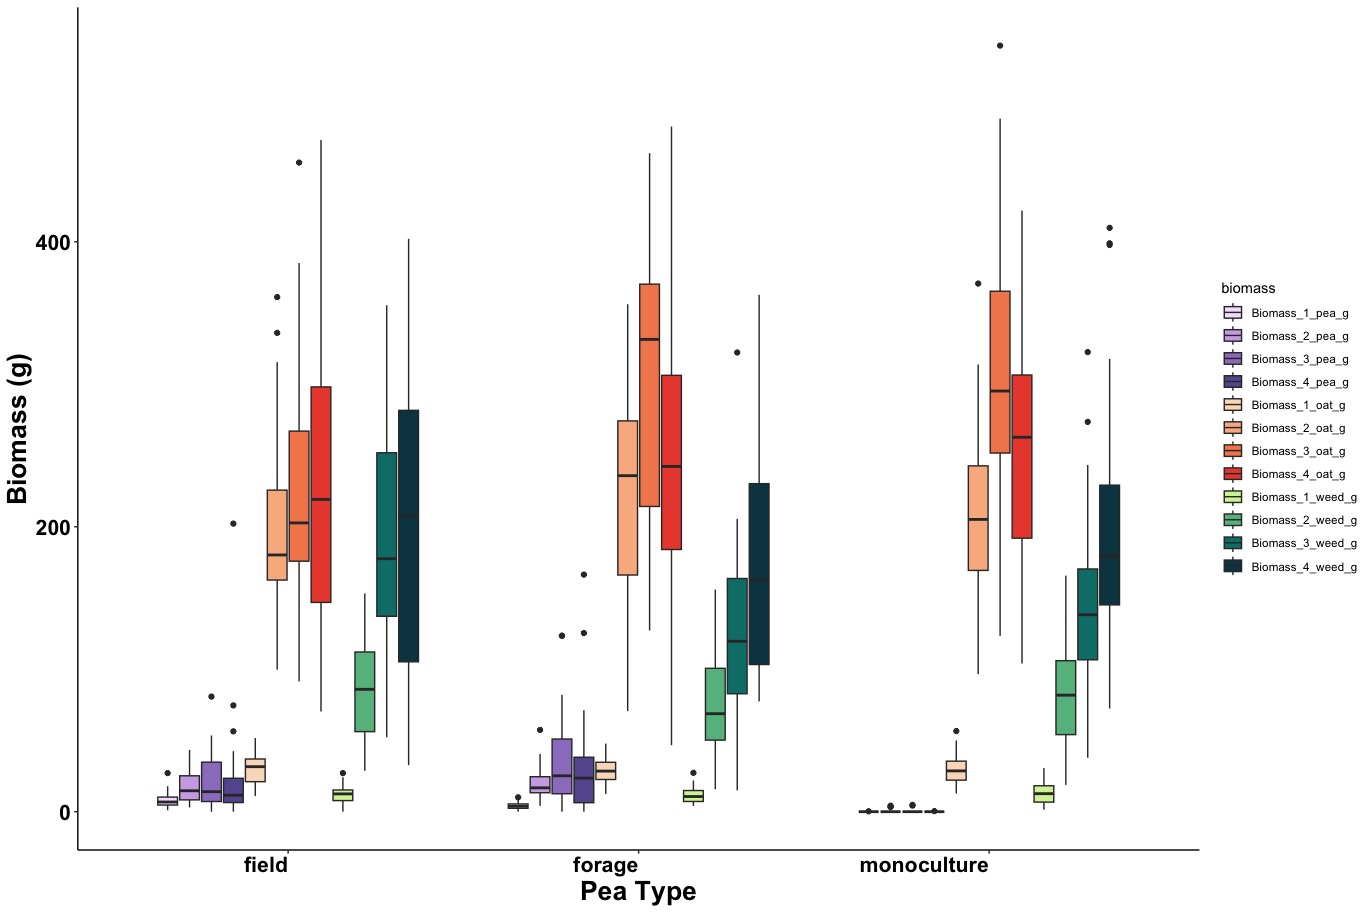 Biomass (g)
400
200
0
field
forage
monoculture
Pea Type
biomass
Biomass_1_pea_g
Biomass_2_pea_g
Biomass_3_pea_g
Biomass_4_pea_g
Biomass_1_oat_g
Biomass_2_oat_g
Biomass_3_oat_g
Biomass_4_oat_g
Biomass_1_weed_g
Biomass_2_weed_g
Biomass_3_weed_g
Biomass_4_weed_g